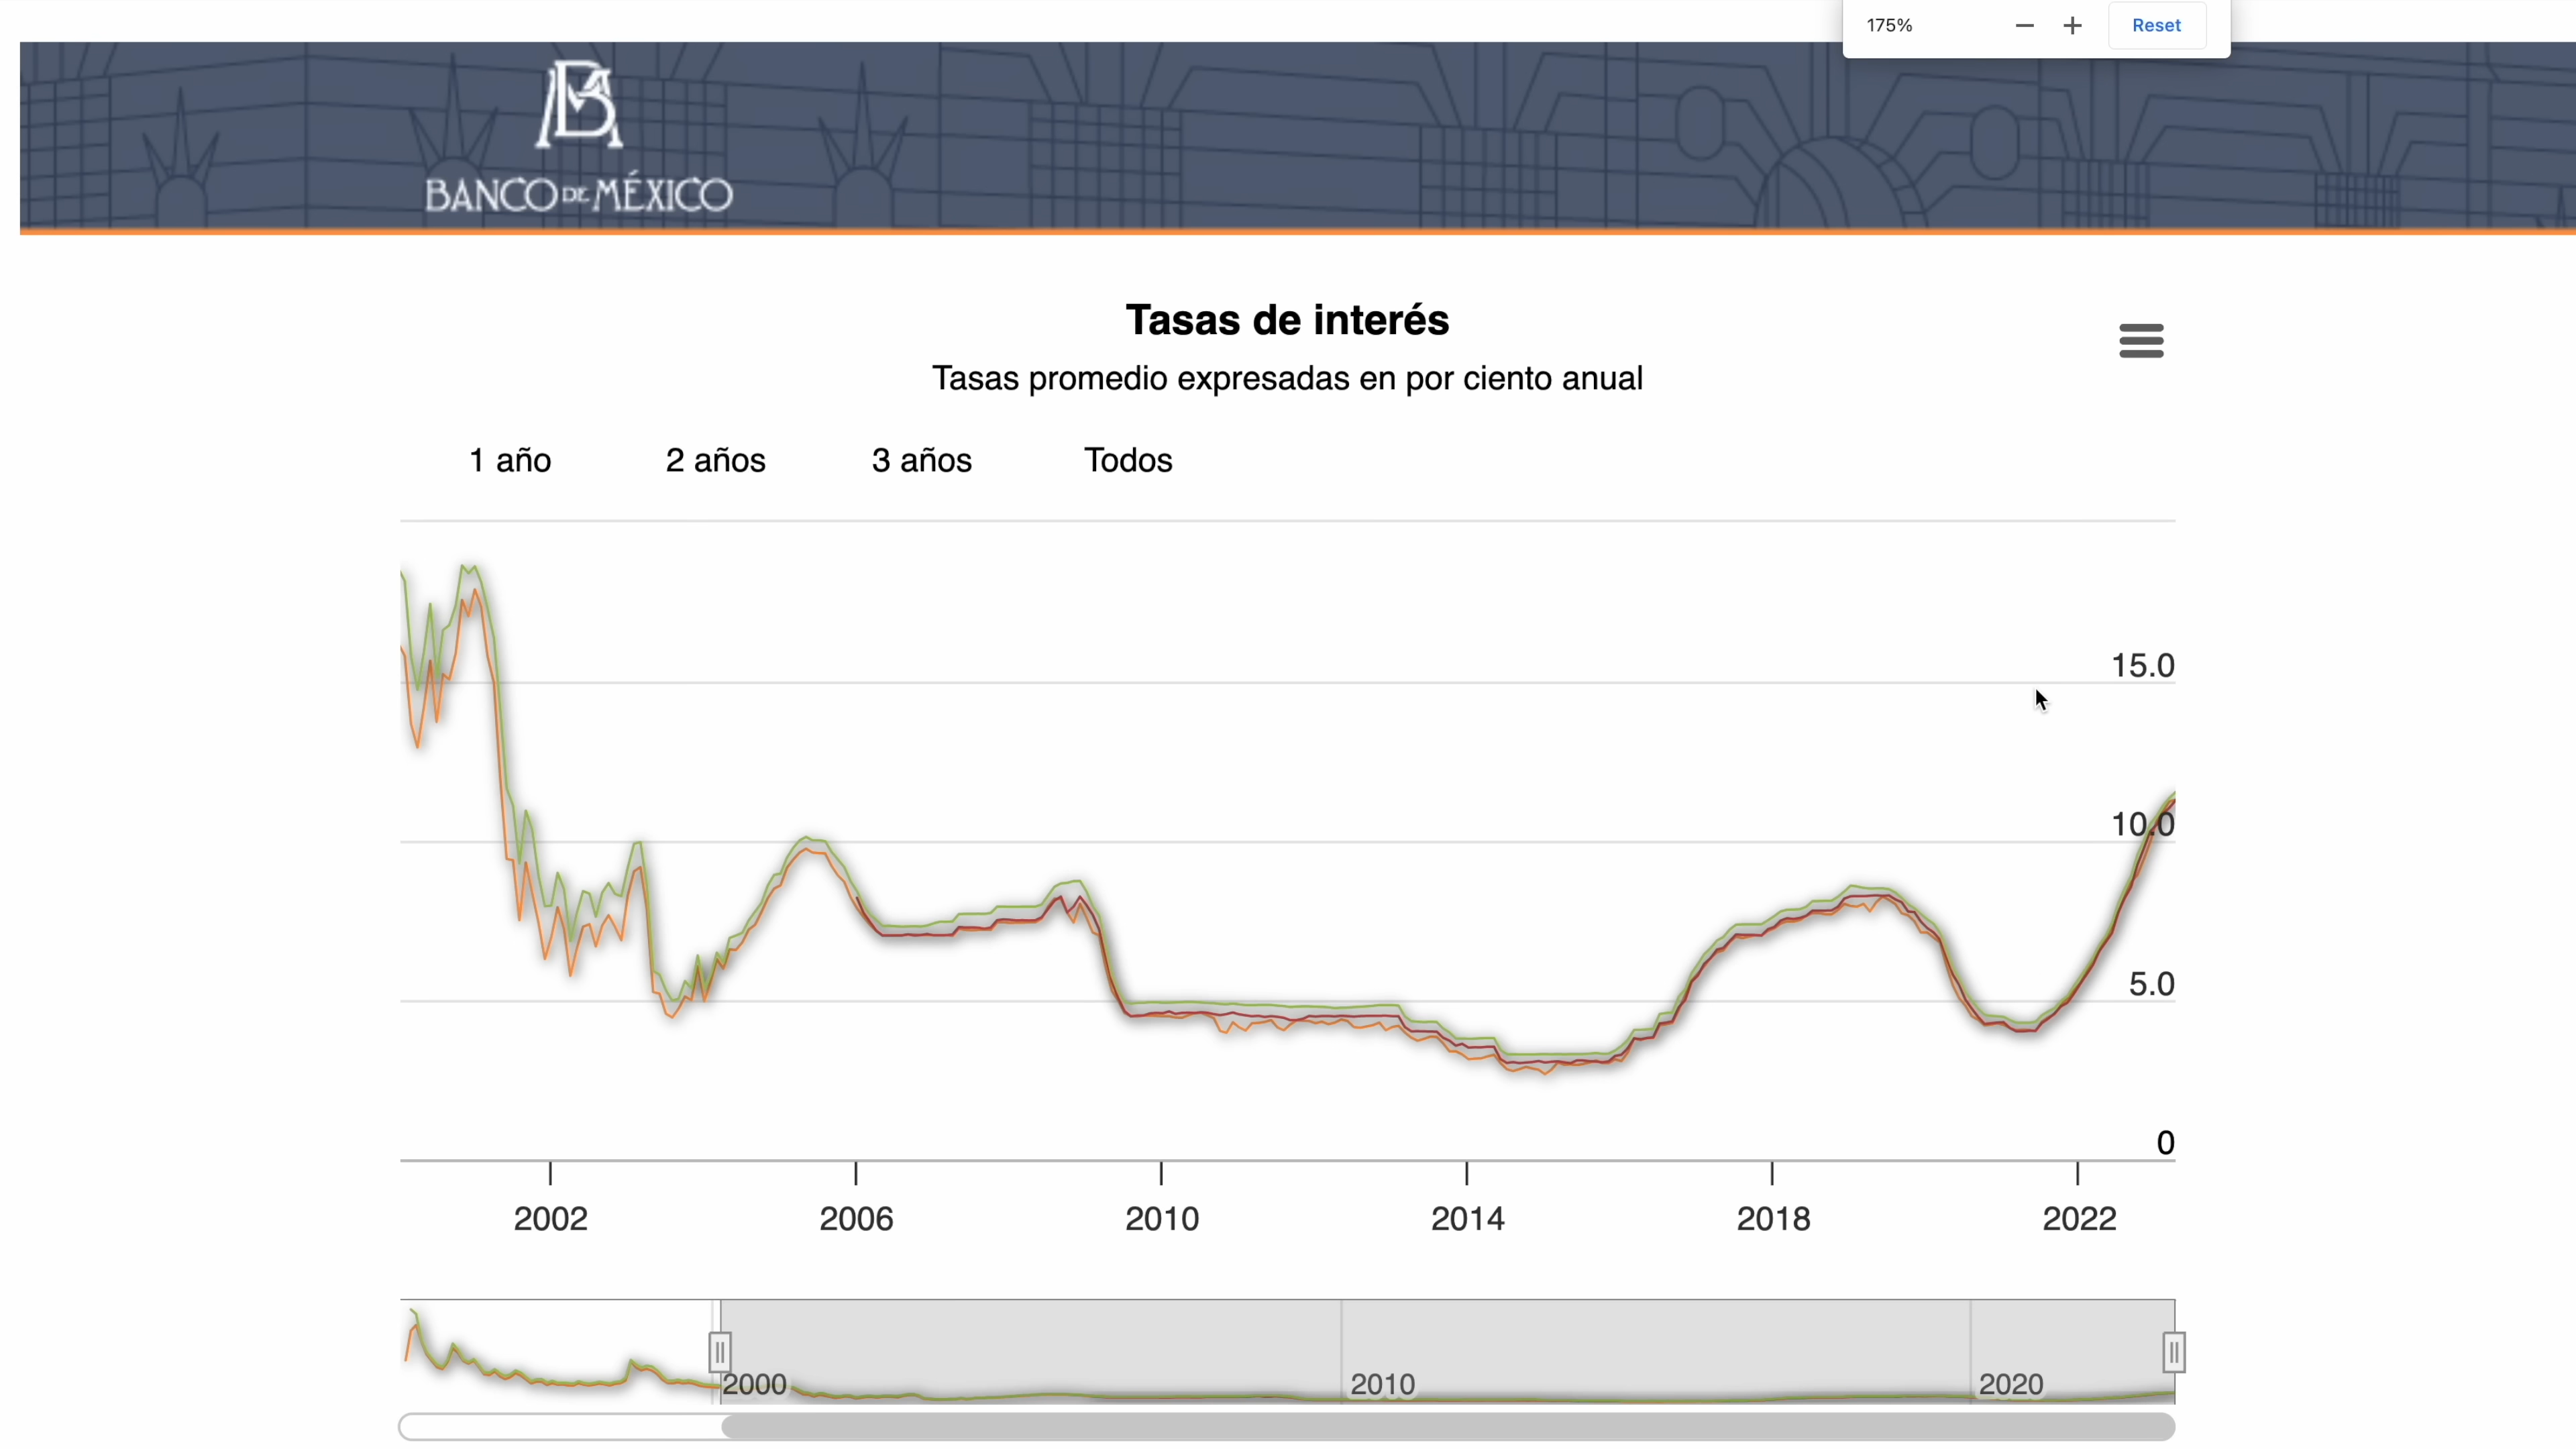 175%
Reset
BANCO DE MÉXICO
Tasas de interés
Tasas promedio expresadas en por ciento anual
1 año 2 años 3 años Todos
15.0
10.0
5.0
0
2002 2006 2010 2014 2018 2022
2000 2010 2020